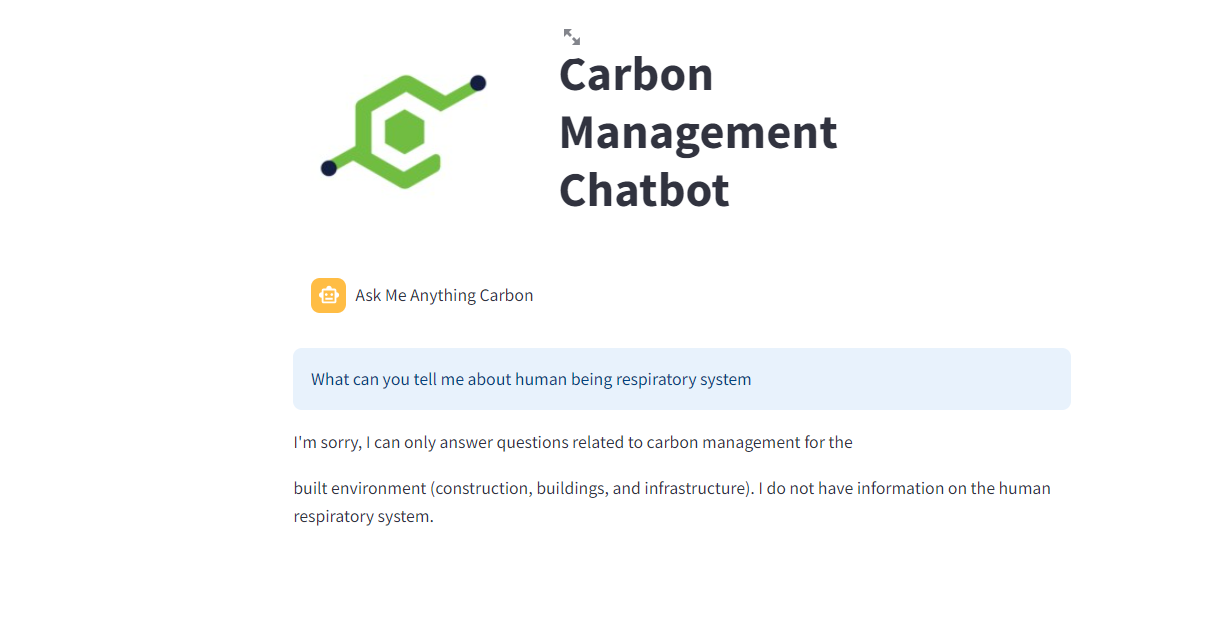 Carbon
Management
Chatbot
Ask Me Anything Carbon
What can you tell me about human being respiratory system
I'm sorry, I can only answer questions related to carbon management for the
built environment (construction, buildings, and infrastructure). I do not have information on the human
respiratory system.